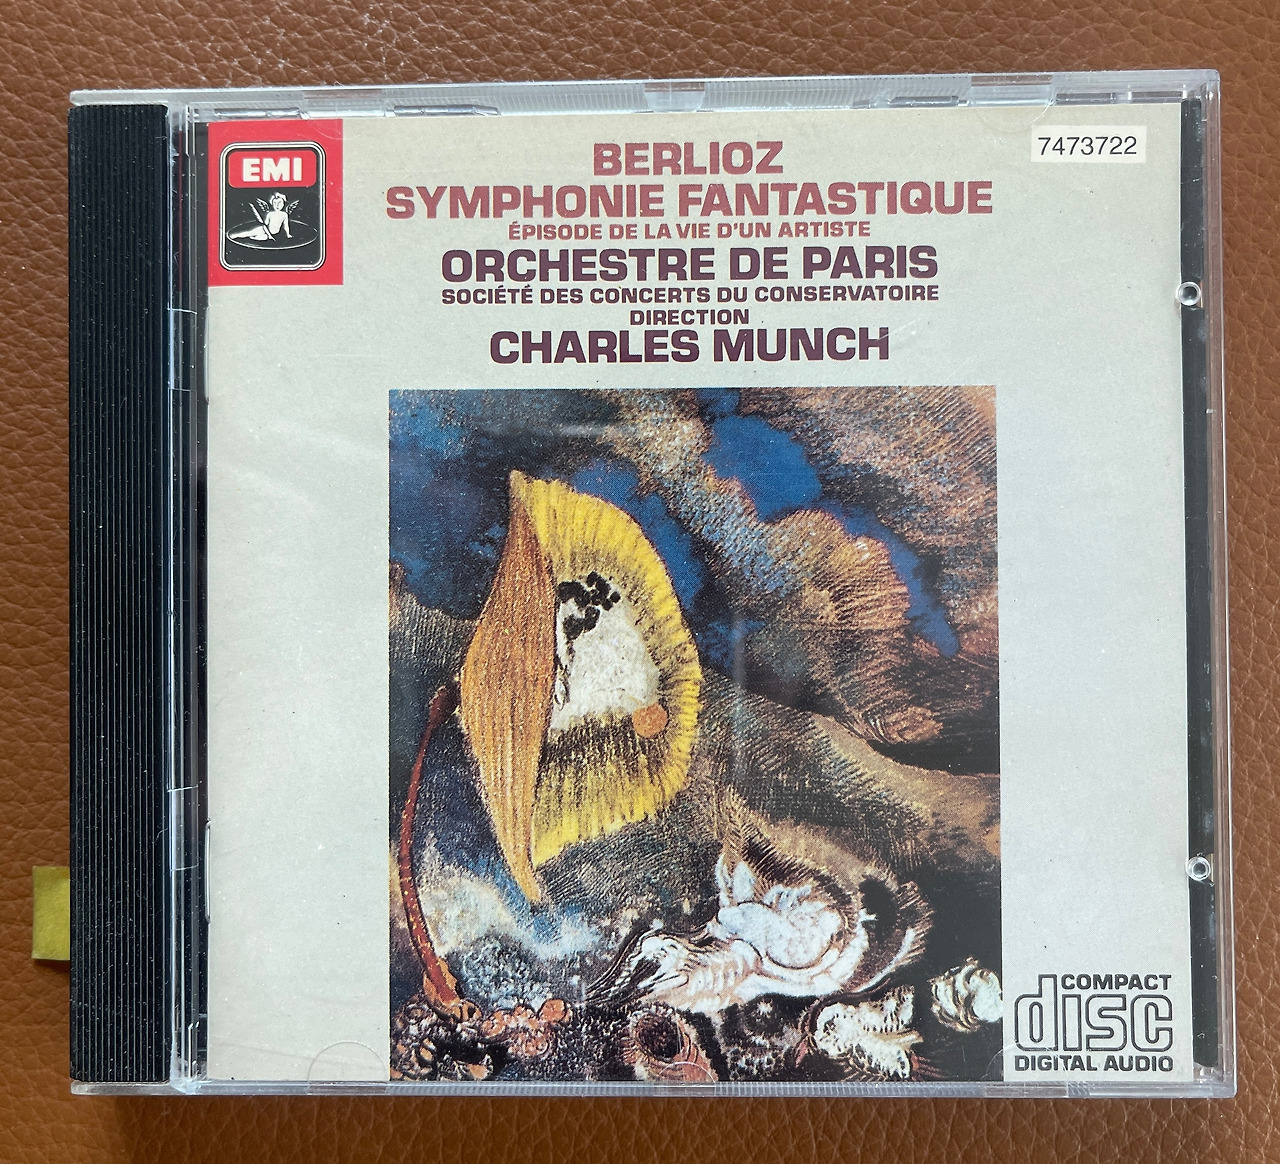 EMI
7473722
BERLIOZ
SYMPHONIE FANTASTIQUE
ÉPISODE DE LA VIE D'UN ARTISTE
ORCHESTRE DE PARIS
SOCIÉTÉ DES CONCERTS DU CONSERVATOIRE
DIRECTION
CHARLES MUNCH
COMPACT
disc
DIGITAL AUDIO